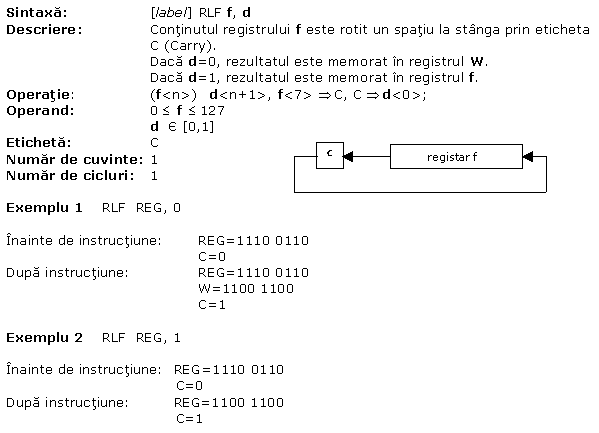 Sintaxă: [label] RLF f, d
Descriere: Conţinutul registrului f este rotit un spaţiu la stânga prin eticheta
C (Carry).
Dacă d=0, rezultatul este memorat în registrul W.
Dacă d=1, rezultatul este memorat în registrul f.
Operaţie: (f<n>) d<n+1>, f<7> ⇒ C, C ⇒ d<0>;
Operand: 0 ≤ f ≤ 127
d Є [0,1]
Etichetă: C
Număr de cuvinte: 1
Număr de cicluri: 1
c registar f
Exemplu 1 RLF REG, 0
Înainte de instrucţiune: REG=1110 0110
C=0
După instrucţiune: REG=1110 0110
W=1100 1100
C=1
Exemplu 2 RLF REG, 1
Înainte de instrucţiune: REG=1110 0110
C=0
După instrucţiune: REG=1100 1100
C=1